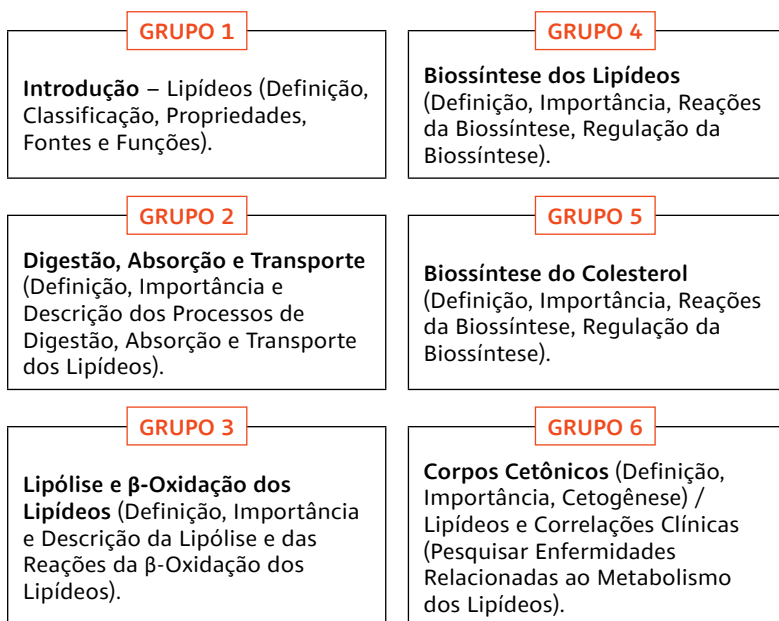 GRUPO 1
Introdução – Lipídeos (Definição,
Classificação, Propriedades,
Fontes e Funções).
GRUPO 2
Digestão, Absorção e Transporte
(Definição, Importância e
Descrição dos Processos de
Digestão, Absorção e Transporte
dos Lipídeos).
GRUPO 3
Lipólise e β-Oxidação dos
Lipídeos (Definição, Importância
e Descrição da Lipólise e das
Reações da β-Oxidação dos
Lipídeos).
GRUPO 4
Biossíntese dos Lipídeos
(Definição, Importância, Reações
da Biossíntese, Regulação da
Biossíntese).
GRUPO 5
Biossíntese do Colesterol
(Definição, Importância, Reações
da Biossíntese, Regulação da
Biossíntese).
GRUPO 6
Corpos Cetônicos (Definição,
Importância, Cetogênese) /
Lipídeos e Correlações Clínicas
(Pesquisar Enfermidades
Relacionadas ao Metabolismo
dos Lipídeos).